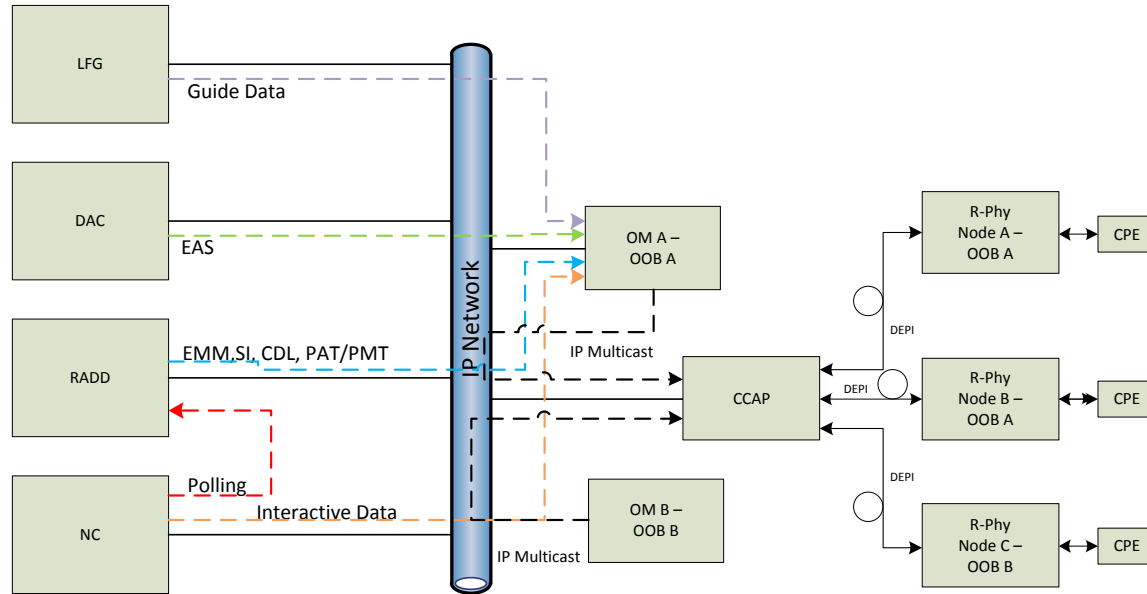 LFG
Guide Data
DAC
EAS
RADD
EMM,SI, CDL, PAT/PMT
NC
Polling
Interactive Data
IP Network
OM A –
OOB A
IP Multicast
CCAP
OM B –
OOB B
IP Multicast
DEPI
DEPI
DEPI
R-Phy
Node A –
OOB A
CPE
R-Phy
Node B –
OOB A
CPE
R-Phy
Node C –
OOB B
CPE